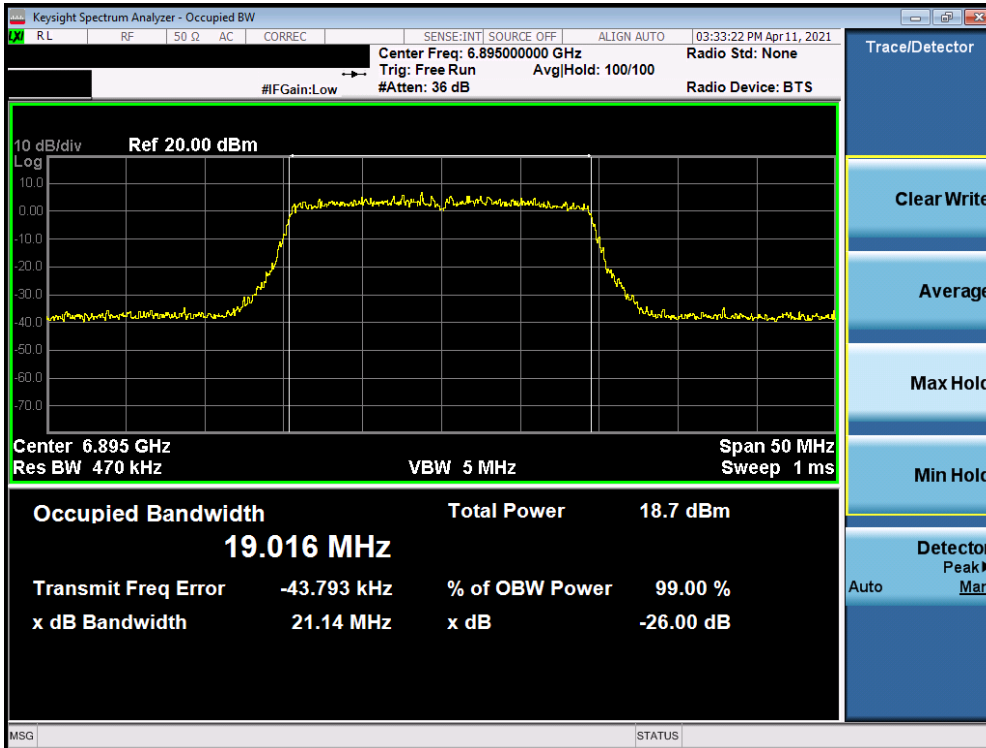 Keysight Spectrum Analyzer - Occupied BW
LXI RL RF 50 Ω AC CORREC SENSE:INT SOURCE OFF ALIGN AUTO 03:33:22 PM Apr 11, 2021
Center Freq: 6.895000000 GHz Radio Std: None
Trig: Free Run Avg|Hold: 100/100
#IFGain:Low #Atten: 36 dB Radio Device: BTS
Trace/Detector
10 dB/div Ref 20.00 dBm
Log
10.0
0.00
-10.0
-20.0
-30.0
-40.0
-50.0
-60.0
-70.0
Center 6.895 GHz Span 50 MHz
Res BW 470 kHz VBW 5 MHz Sweep 1 ms
Occupied Bandwidth Total Power 18.7 dBm
19.016 MHz
Transmit Freq Error -43.793 kHz % of OBW Power 99.00 %
x dB Bandwidth 21.14 MHz x dB -26.00 dB
Clear Write
Average
Max Hold
Min Hold
Detector
Peak▶
Auto Man
MSG STATUS